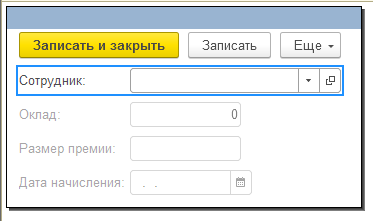 Записать и закрыть Записать Еще
Сотрудник:
Оклад: 0
Размер премии:
Дата начисления: . .